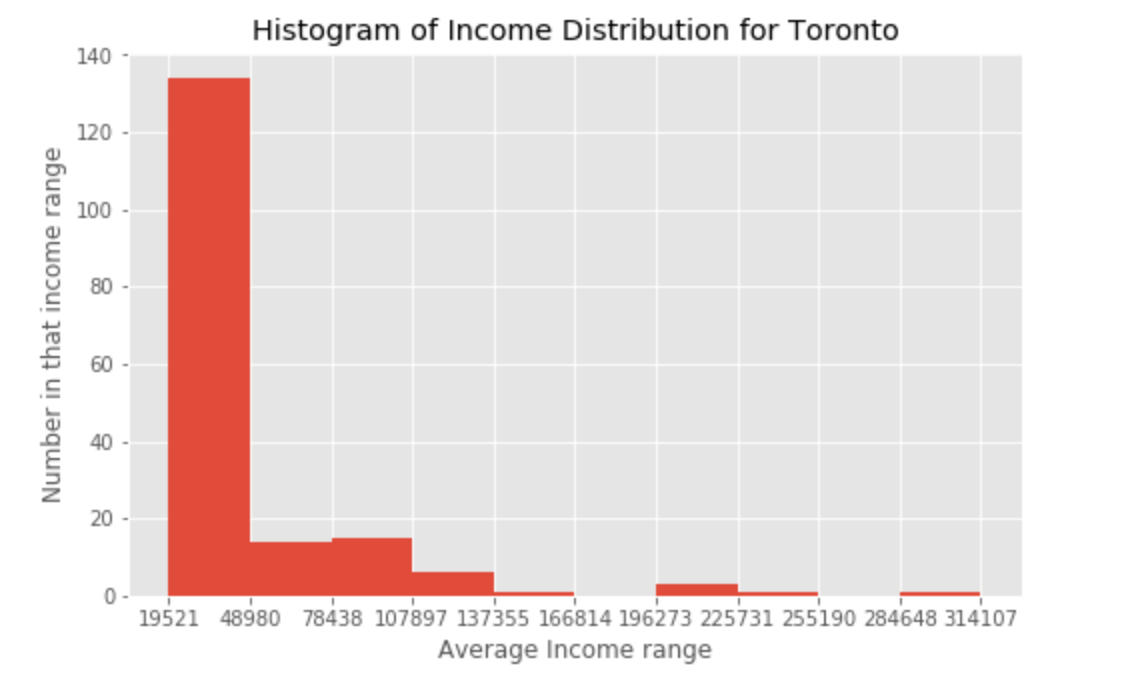 Histogram of Income Distribution for Toronto
140
120
100
80
60
40
20
0
Number in that income range
19521 48980 78438 107897 137355 166814 196273 225731 255190 284648 314107
Average Income range